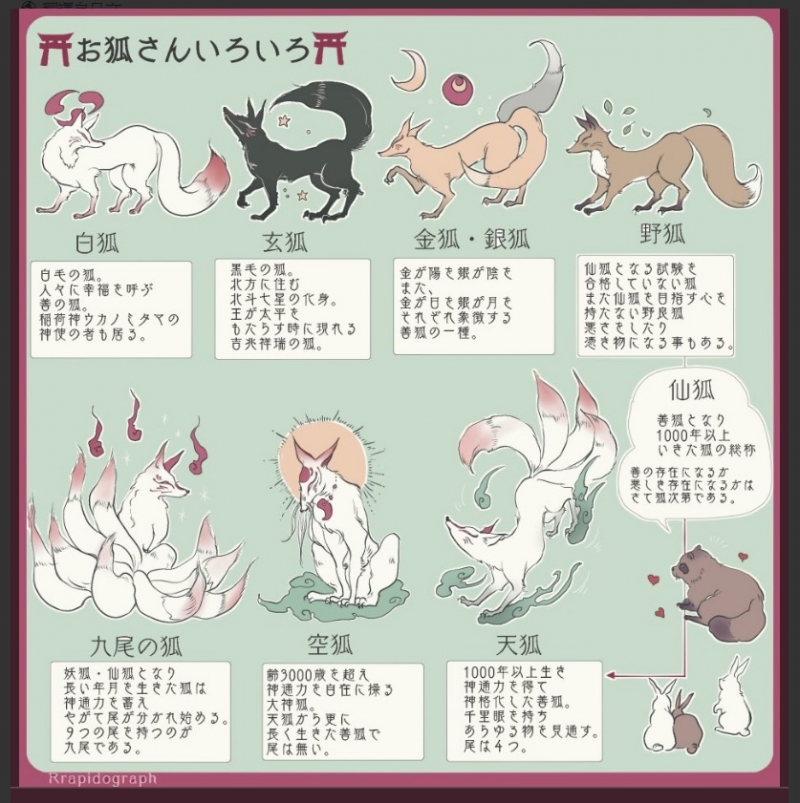 お狐さんいろいろ
白狐
白毛の狐。
人々に幸福を呼ぶ
善の狐。
稲荷神ウカノミタマの
神使の者も居る。
玄狐
黒毛の狐。
北方に住む
北斗七星の化身。
王が太平を
もたらす時に現れる
吉兆祥瑞の狐。
金狐・銀狐
金が陽を銀が陰を
また、
金が日を銀が月を
それぞれ象徴する
善狐の一種。
野狐
仙狐となる試験を
合格していない狐
また仙狐を目指す心を
持たない野良狐
悪さをしたり
憑き物になる事もある。
仙狐
善狐となり
1000年以上
いきた狐の総称
善の存在になるか
悪しき存在になるかは
さて狐次第である。
九尾の狐
妖狐・仙狐となり
長い年月を生きた狐は
神通力を蓄え
やがて尾が分かれ始める。
9つの尾を持つのが
九尾である。
空狐
齢3000歳を超え
神通力を自在に操る
大神狐。
天狐から更に
長く生きた善狐で
尾は無い。
天狐
1000年以上生き
神通力を得て
神格化した善狐。
千里眼を持ち
あらゆる物を見通す。
尾は4つ。
Rrapidograph